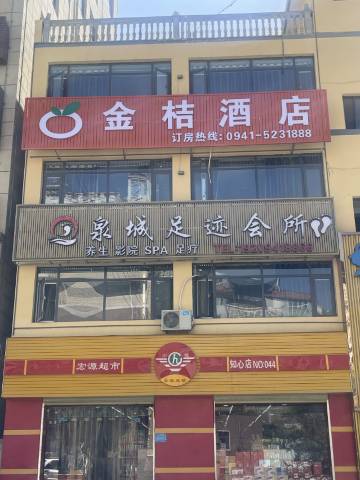 金桔酒店
订房热线: 0941-5231888
泉城足迹会所
养生 影院 SPA 足疗
宏源超市
知心店NO:044